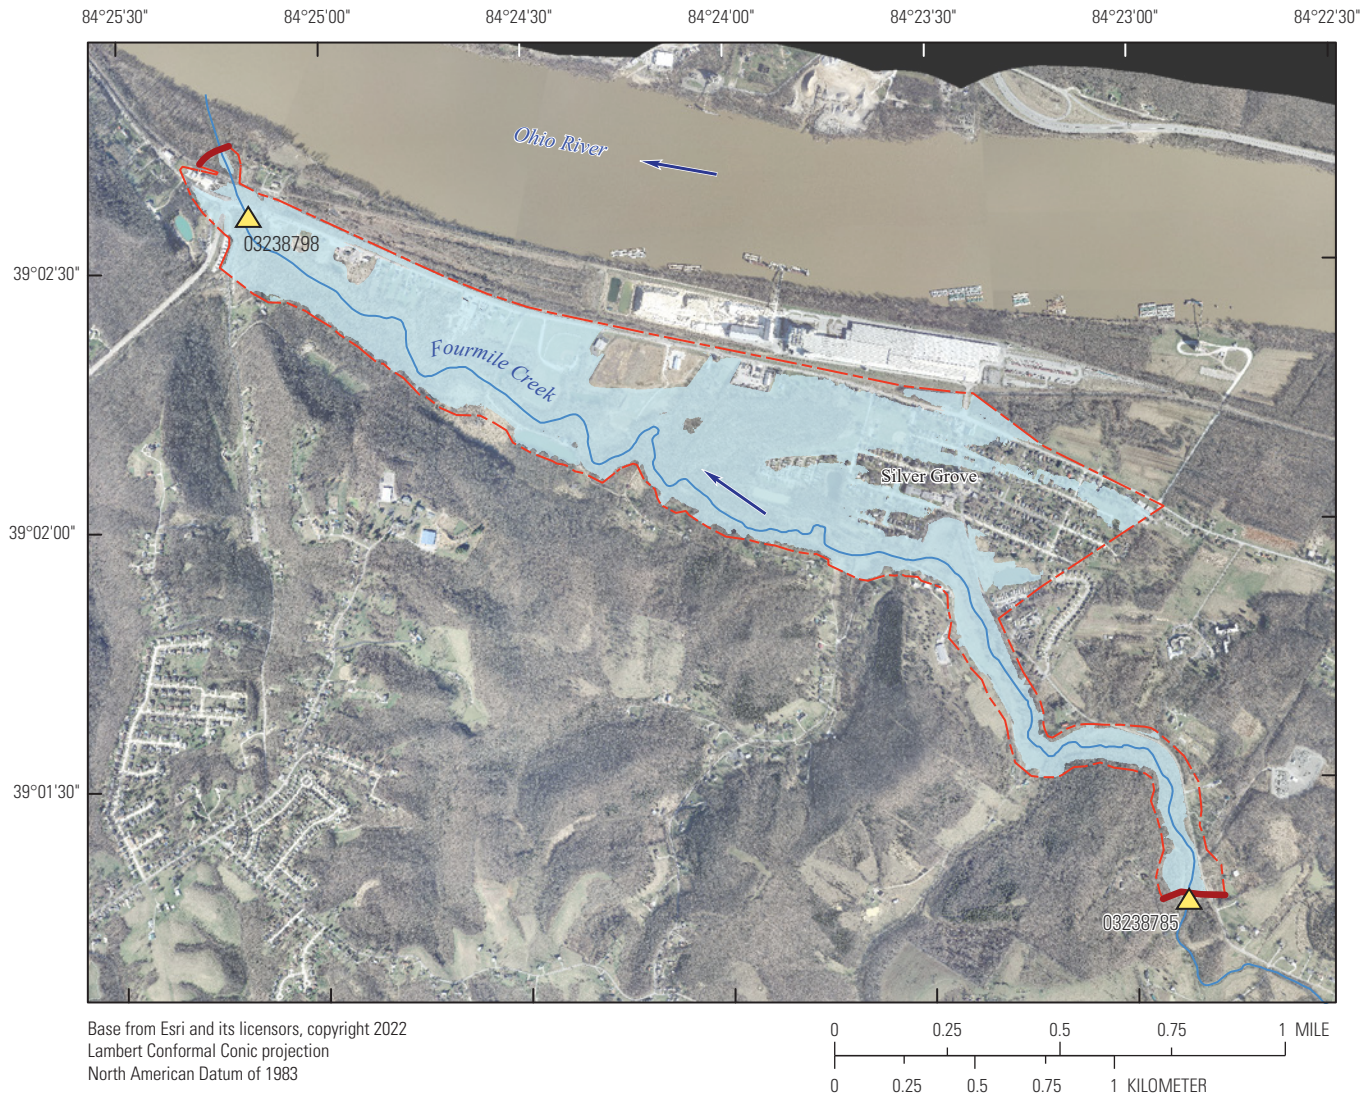 84°25'30" 84°25'00" 84°24'30" 84°24'00" 84°23'30" 84°23'00" 84°22'30"
Ohio River
03238798
39°02'30"
Fourmile Creek
Silver Grove
39°02'00"
39°01'30"
03238785
Base from Esri and its licensors, copyright 2022
Lambert Conformal Conic projection
North American Datum of 1983
0 0.25 0.5 0.75 1 MILE
0 0.25 0.5 0.75 1 KILOMETER